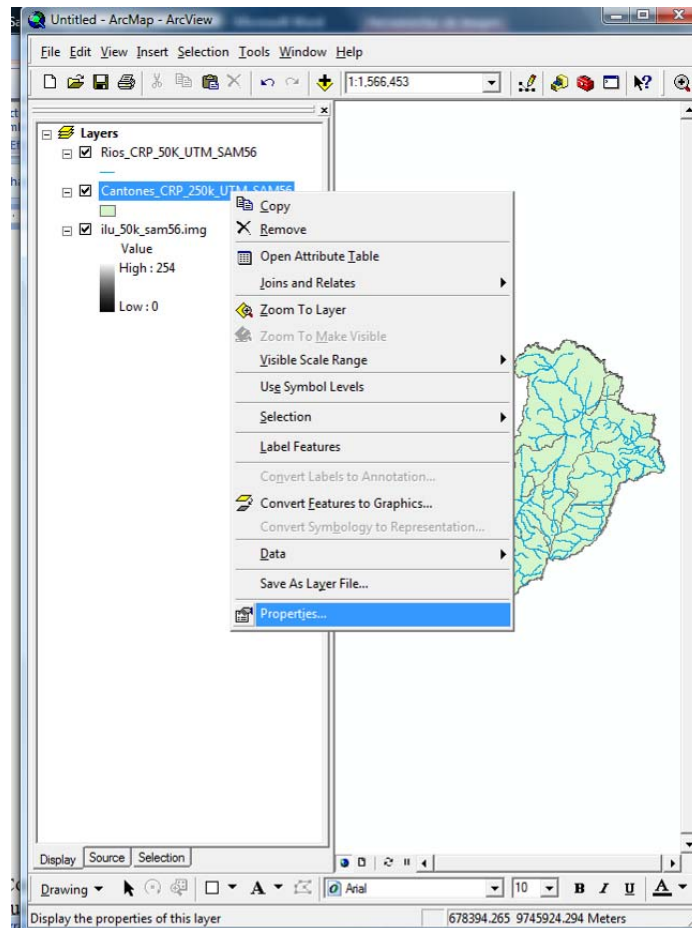 Untitled - ArcMap - ArcView
File Edit View Insert Selection Tools Window Help
1:1,566,453
Layers
Rios_CRP_50K_UTM_SAM56
Cantones_CRP_250k_UTM_SAM56
ilu_50k_sam56.img
Value
High : 254
Low : 0
Copy
Remove
Open Attribute Table
Joins and Relates
Zoom To Layer
Zoom To Make Visible
Visible Scale Range
Use Symbol Levels
Selection
Label Features
Convert Labels to Annotation...
Convert Features to Graphics...
Convert Symbology to Representation...
Data
Save As Layer File...
Properties...
Display Source Selection
Drawing A Arial 10 B I U A
Display the properties of this layer 678394.265 9745924.294 Meters